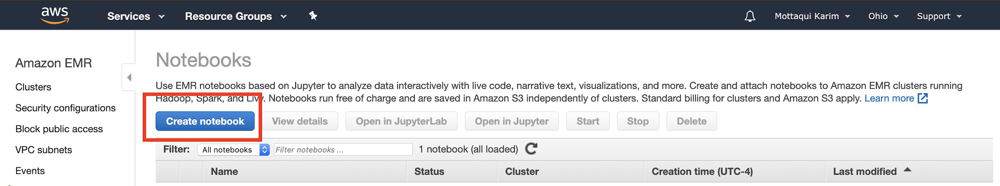 aws Services Resource Groups Mottaqui Karim Ohio Support
Amazon EMR
Clusters
Security configurations
Block public access
VPC subnets
Events
Notebooks
Use EMR notebooks based on Jupyter to analyze data interactively with live code, narrative text, visualizations, and more. Create and attach notebooks to Amazon EMR clusters running
Hadoop, Spark, and Livy. Notebooks run free of charge and are saved in Amazon S3 independently of clusters. Standard billing for clusters and Amazon S3 apply. Learn more
Create notebook View details Open in JupyterLab Open in Jupyter Start Stop Delete
Filter: All notebooks Filter notebooks ... 1 notebook (all loaded)
Name Status Cluster Creation time (UTC-4) Last modified